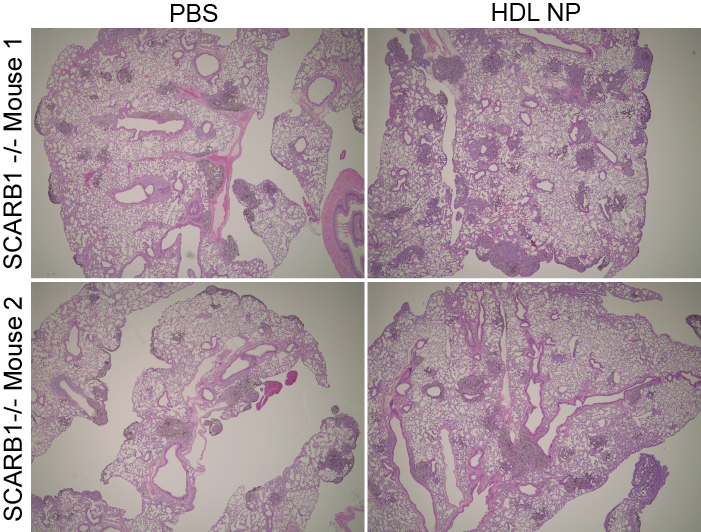 PBS
HDL NP
SCARB1 -/- Mouse 1
SCARB1-/- Mouse 2